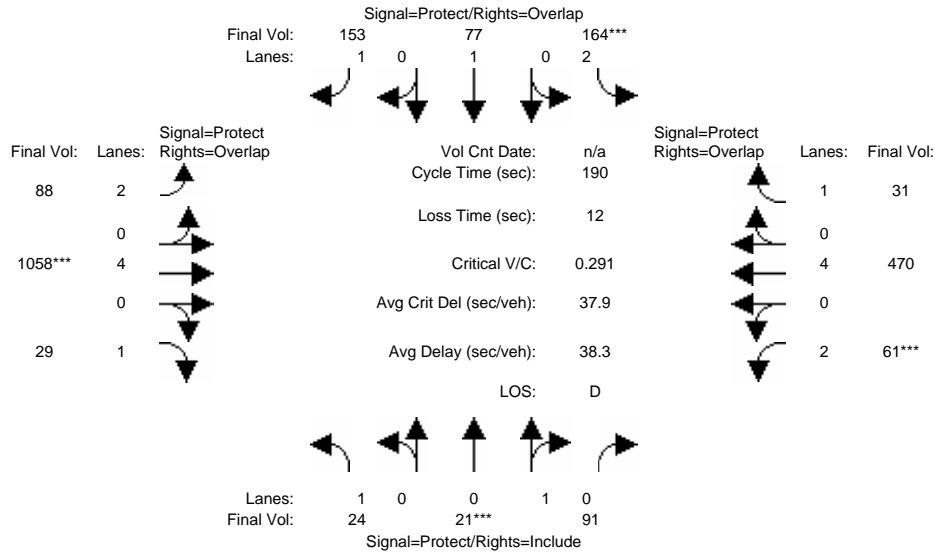 Signal=Protect/Rights=Overlap
Final Vol: 153 77 164***
Lanes: 1 0 1 0 2
Signal=Protect Signal=Protect
Final Vol: Lanes: Rights=Overlap Vol Cnt Date: n/a Rights=Overlap Lanes: Final Vol:
Cycle Time (sec): 190
88 2 1 31
Loss Time (sec): 12
0 0
1058*** 4 Critical V/C: 0.291 4 470
0 Avg Crit Del (sec/veh): 37.9 0
29 1 Avg Delay (sec/veh): 38.3 2 61***
LOS: D
Lanes: 1 0 0 1 0
Final Vol: 24 21*** 91
Signal=Protect/Rights=Include